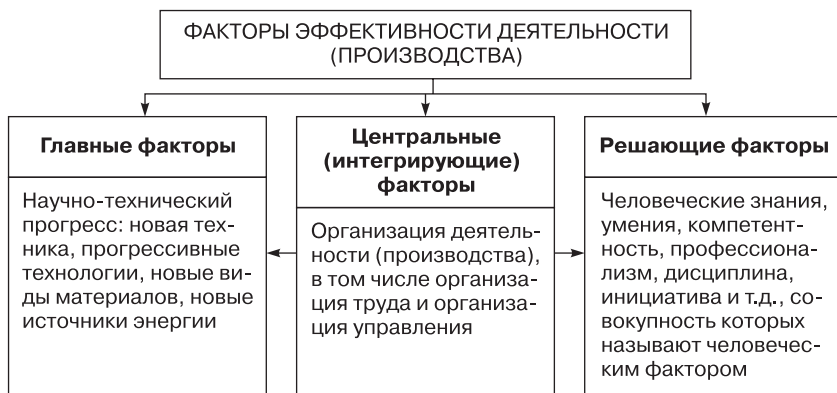 ФАКТОРЫ ЭФФЕКТИВНОСТИ ДЕЯТЕЛЬНОСТИ
(ПРОИЗВОДСТВА)
Главные факторы
Научно-технический
прогресс: новая тех-
ника, прогрессивные
технологии, новые ви-
ды материалов, новые
источники энергии
Центральные
(интегрирующие)
факторы
Организация деятель-
ности (производства),
в том числе организа-
ция труда и организа-
ция управления
Решающие факторы
Человеческие знания,
умения, компетент-
ность, профессиона-
лизм, дисциплина,
инициатива и т.д., со-
вокупность которых
называют человечес-
ким фактором